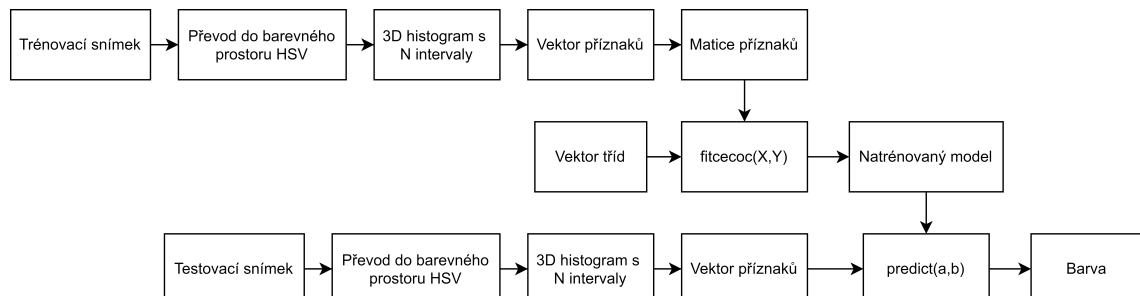 Trénovací snímek
Převod do barevného
prostoru HSV
3D histogram s
N intervaly
Vektor příznaků
Matice příznaků
Vektor tříd
fitcecoc(X,Y)
Natrénovaný model
Testovací snímek
Převod do barevného
prostoru HSV
3D histogram s
N intervaly
Vektor příznaků
predict(a,b)
Barva